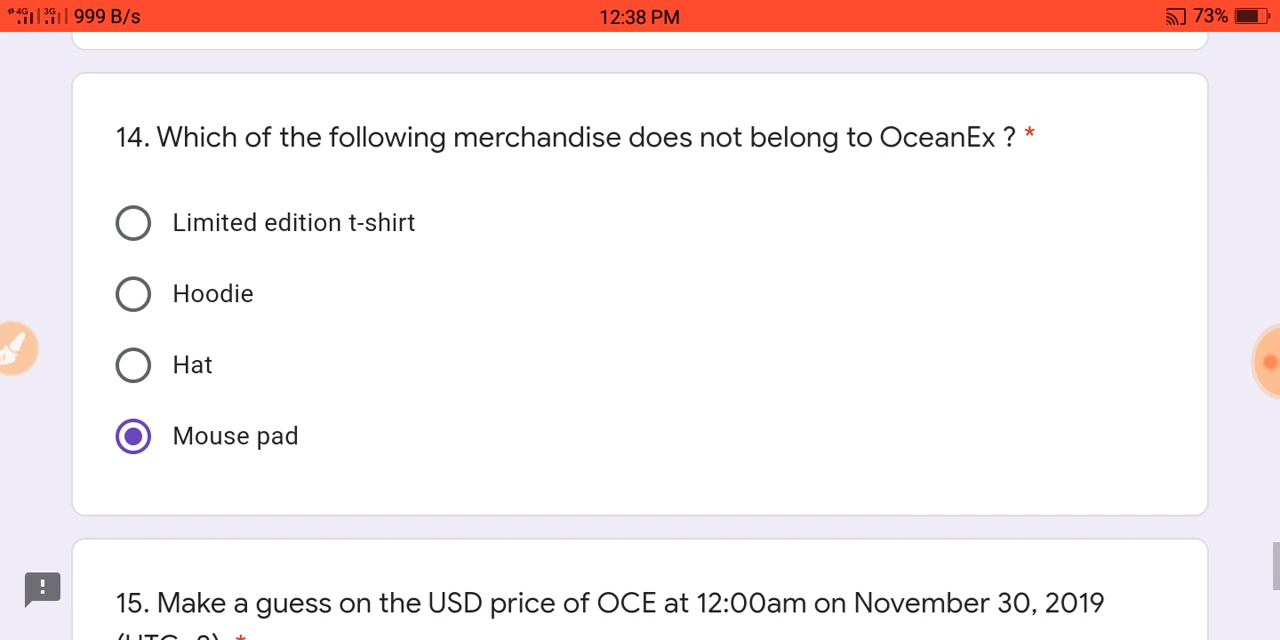 4G 3G 999 B/s 12:38 PM 73%
14. Which of the following merchandise does not belong to OceanEx ? *
Limited edition t-shirt
Hoodie
Hat
Mouse pad
15. Make a guess on the USD price of OCE at 12:00am on November 30, 2019